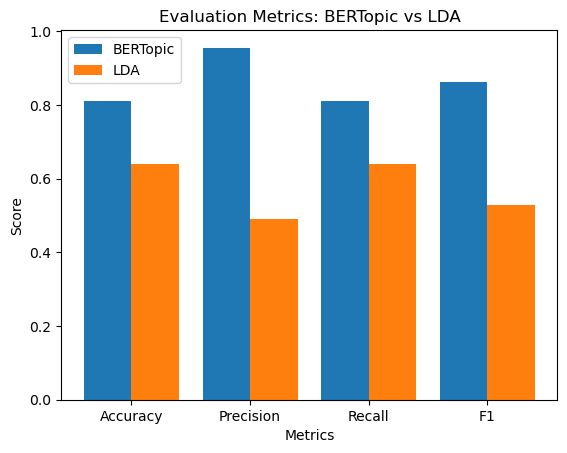 Evaluation Metrics: BERTopic vs LDA
BERTopic
LDA
1.0
0.8
0.6
0.4
0.2
0.0
Score
Accuracy Precision Recall F1
Metrics